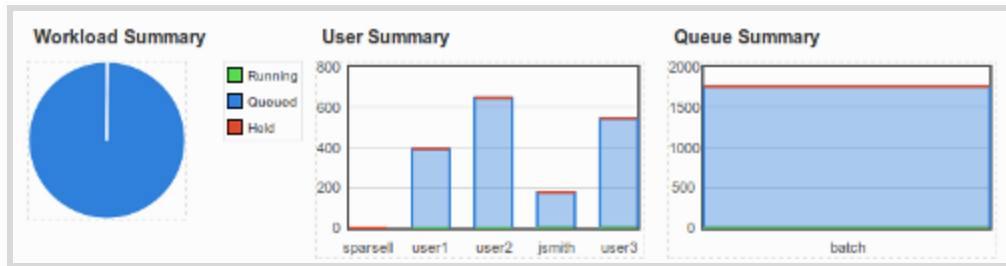 Workload Summary
Running
Queued
Held
User Summary
800
600
400
200
0
sparsell user1 user2 jsmith user3
Queue Summary
2000
1500
1000
500
0
batch